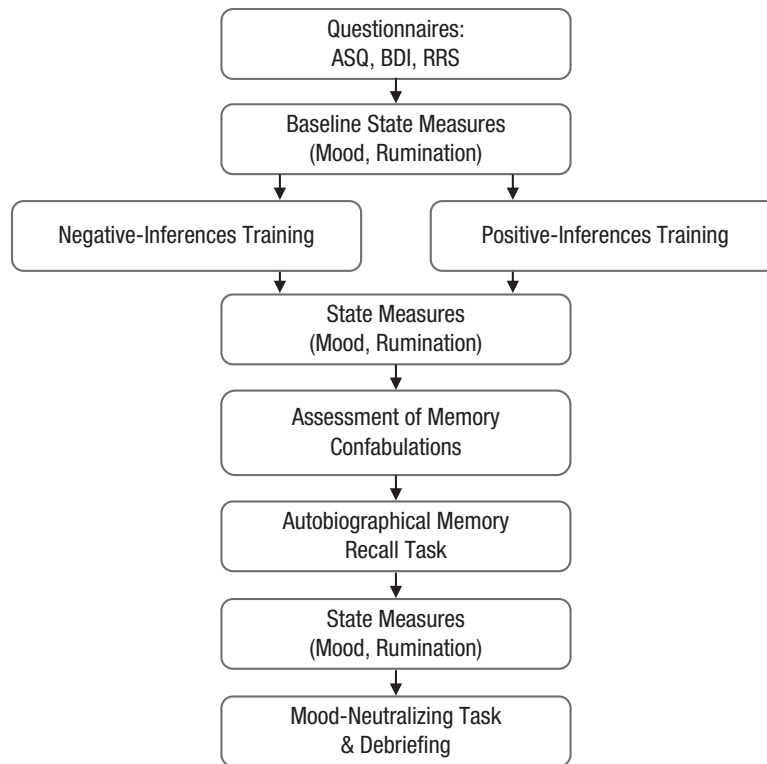 Questionnaires:
ASQ, BDI, RRS
Baseline State Measures
(Mood, Rumination)
Negative-Inferences Training
Positive-Inferences Training
State Measures
(Mood, Rumination)
Assessment of Memory
Confabulations
Autobiographical Memory
Recall Task
State Measures
(Mood, Rumination)
Mood-Neutralizing Task
& Debriefing